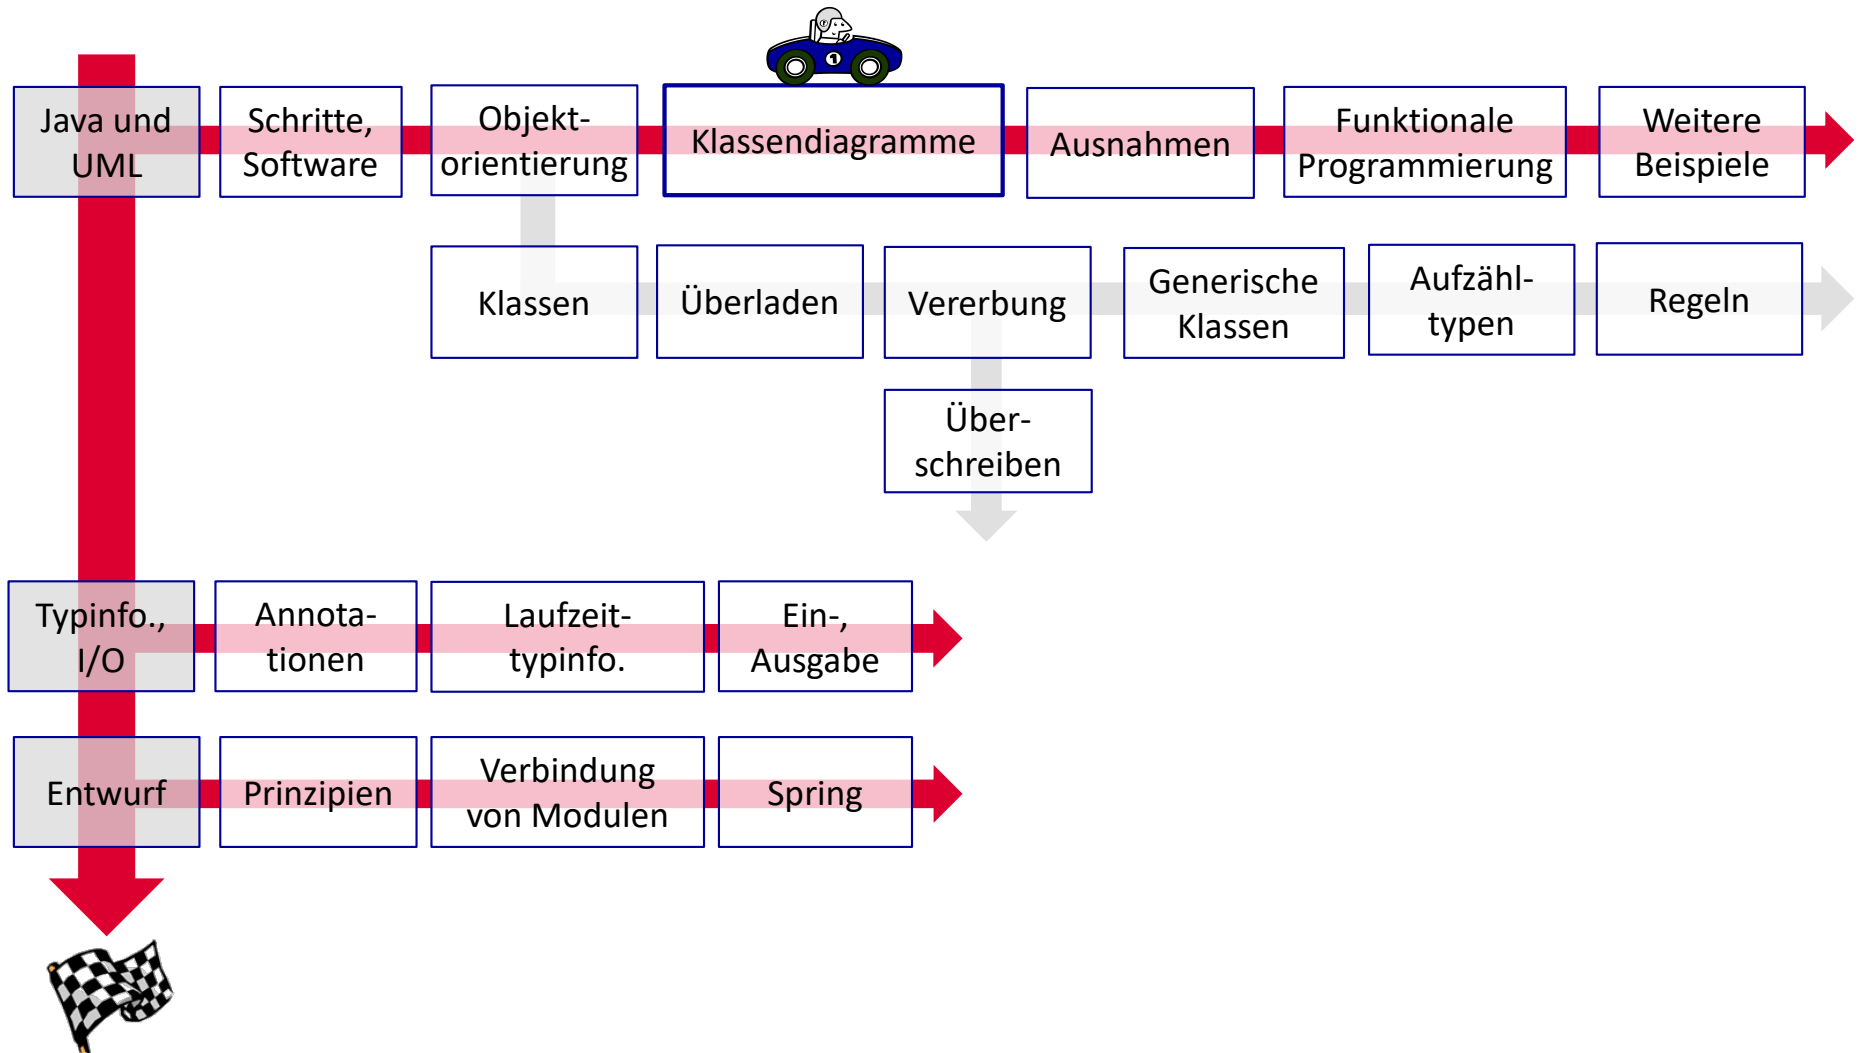 1
Java und
UML
Schritte,
Software
Objekt-
orientierung
Klassendiagramme
Ausnahmen
Funktionale
Programmierung
Weitere
Beispiele
Klassen
Überladen
Vererbung
Generische
Klassen
Aufzähl-
typen
Regeln
Über-
schreiben
Typinfo.,
I/O
Annota-
tionen
Laufzeit-
typinfo.
Ein-,
Ausgabe
Entwurf
Prinzipien
Verbindung
von Modulen
Spring